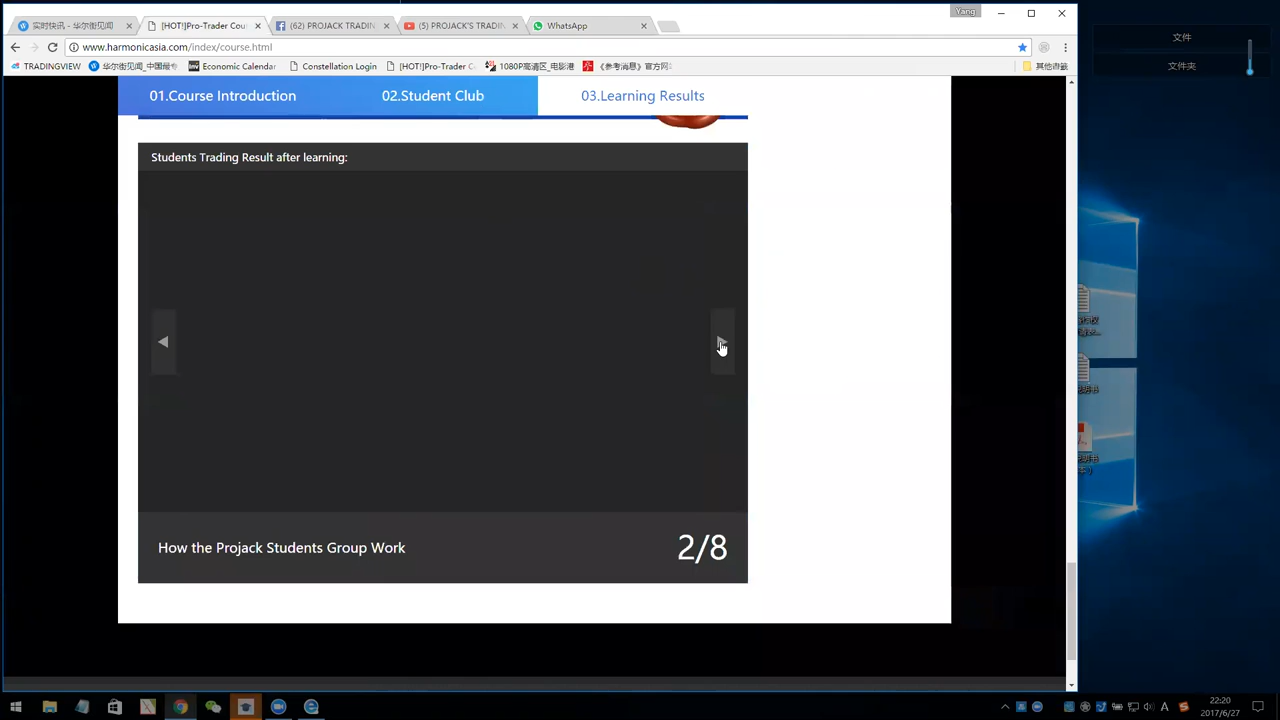 Yang
实时快讯 - 华尔街见闻
[HOT!]Pro-Trader Cou
(62) PROJACK TRADIN
(5) PROJACK'S TRADIN
WhatsApp
www.harmonicasia.com/index/course.html
TRADINGVIEW
华尔街见闻_中国最专
Economic Calendar
Constellation Login
[HOT!]Pro-Trader C
1080P高清区_电影港
《参考消息》官方网
其他书签
文件
文件夹
01.Course Introduction
02.Student Club
03.Learning Results
Students Trading Result after learning:
How the Projack Students Group Work
2/8
22:20
2017/6/27